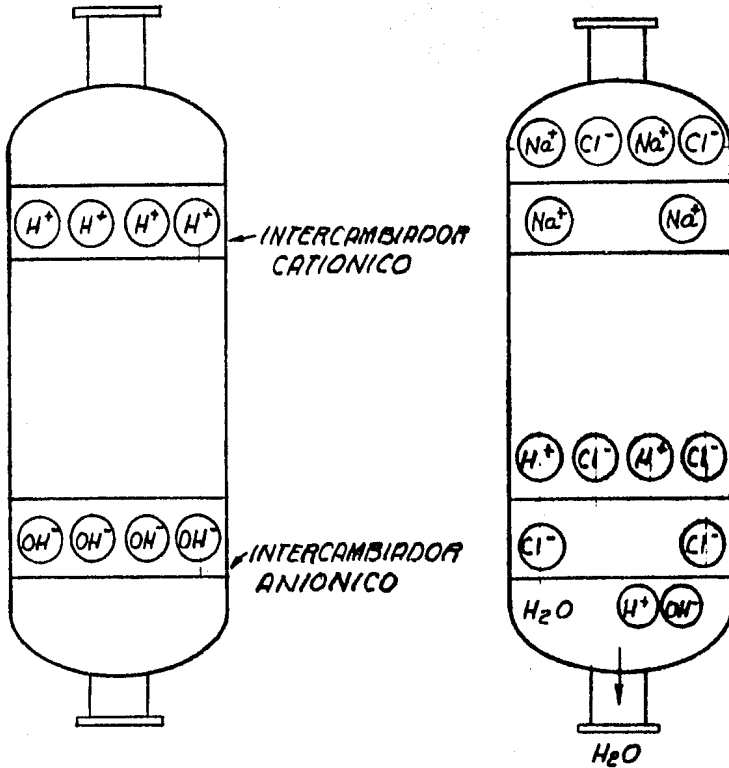 Na⁺ Cl⁻ Na⁺ Cl⁻
H⁺ H⁺ H⁺ H⁺
Na⁺ Na⁺
INTERCAMBIADOR
CATIONICO
H⁺ Cl⁻ H⁺ Cl⁻
OH⁻ OH⁻ OH⁻ OH⁻
INTERCAMBIADOR
ANIONICO
Cl⁻ Cl⁻
H₂O H⁺ OH⁻
H₂O